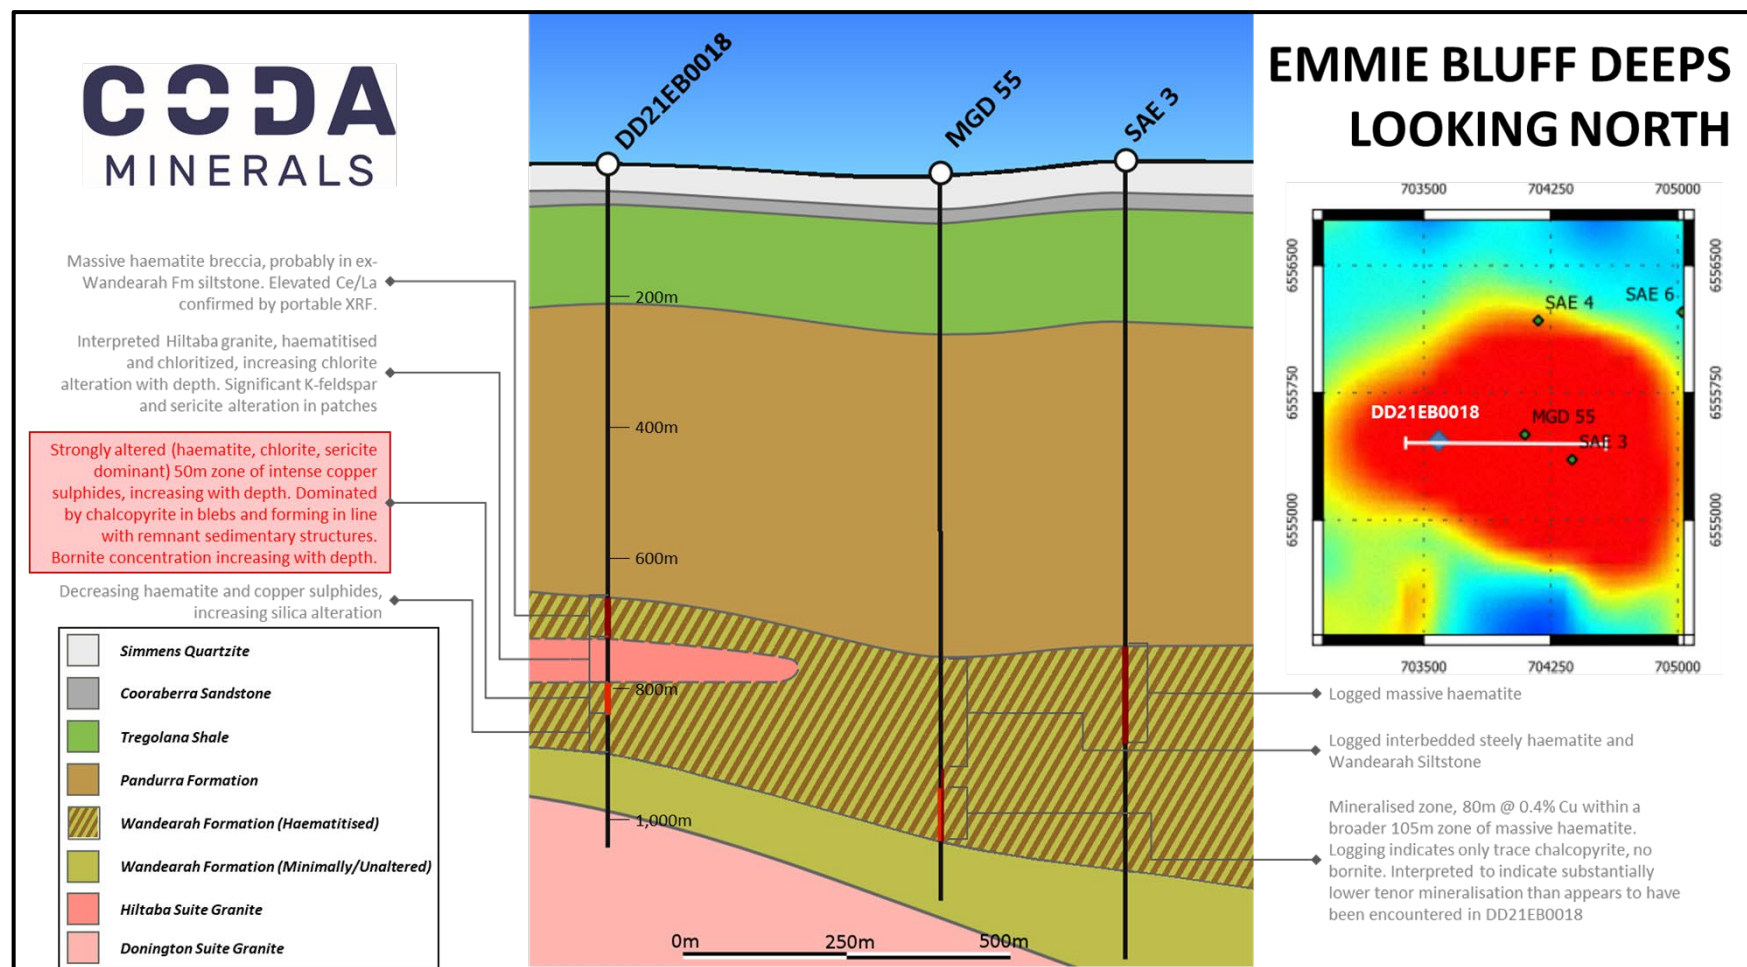 CODA
MINERALS
EMMIE BLUFF DEEPS
LOOKING NORTH
DD21EB0018
MGD 55
SAE 3
Massive haematite breccia, probably in ex-
Wandearah Fm siltstone. Elevated Ce/La
confirmed by portable XRF.
Interpreted Hiltaba granite, haematitised
and chloritized, increasing chlorite
alteration with depth. Significant K-feldspar
and sericite alteration in patches
Strongly altered (haematite, chlorite, sericite
dominant) 50m zone of intense copper
sulphides, increasing with depth. Dominated
by chalcopyrite in blebs and forming in line
with remnant sedimentary structures.
Bornite concentration increasing with depth.
Decreasing haematite and copper sulphides,
increasing silica alteration
Simmens Quartzite
Cooraberra Sandstone
Tregolana Shale
Pandurra Formation
Wandearah Formation (Haematitised)
Wandearah Formation (Minimally/Unaltered)
Hiltaba Suite Granite
Donington Suite Granite
200m
400m
600m
800m
1,000m
0m 250m 500m
703500 704250 705000
6556500 6556500
6555750 6555750
6555000 6555000
SAE 4
SAE 6
DD21EB0018
MGD 55
SAE 3
703500 704250 705000
Logged massive haematite
Logged interbedded steely haematite and
Wandearah Siltstone
Mineralised zone, 80m @ 0.4% Cu within a
broader 105m zone of massive haematite.
Logging indicates only trace chalcopyrite, no
bornite. Interpreted to indicate substantially
lower tenor mineralisation than appears to have
been encountered in DD21EB0018